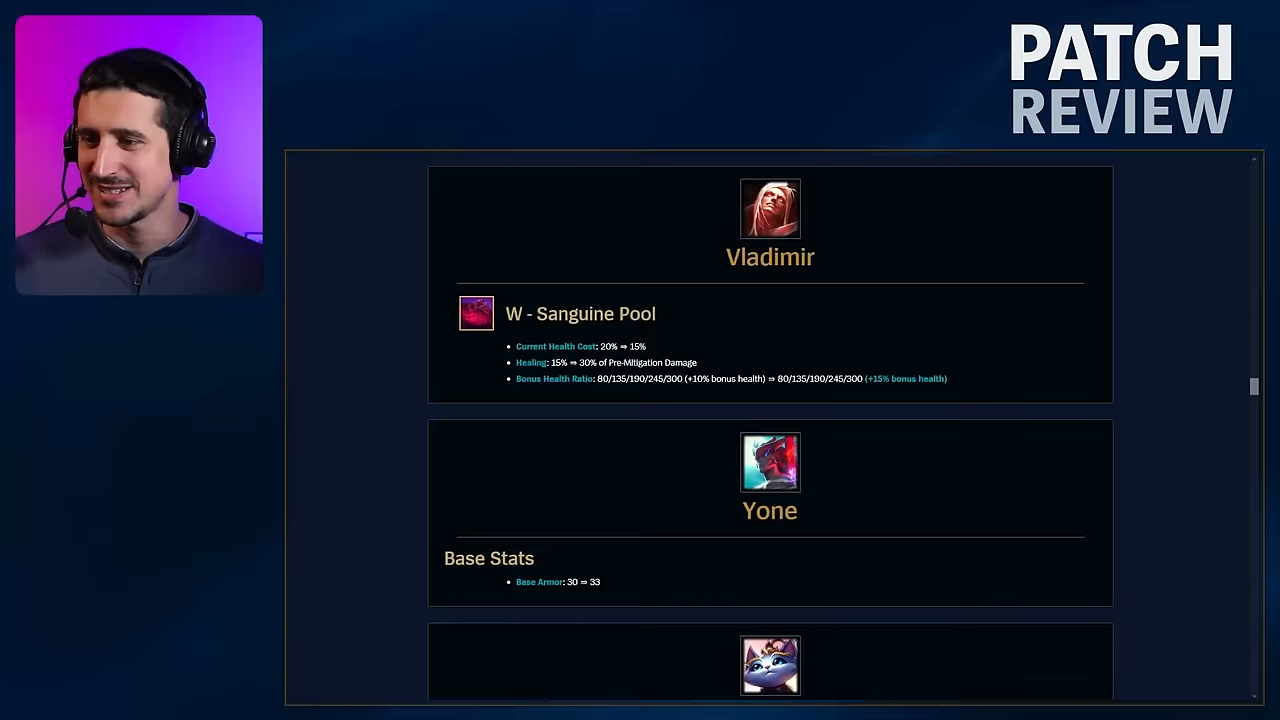 PATCH
REVIEW
Vladimir
W - Sanguine Pool
• Current Health Cost: 20% ⇒ 15%
• Healing: 15% ⇒ 30% of Pre-Mitigation Damage
• Bonus Health Ratio: 80/135/190/245/300 (+10% bonus health) ⇒ 80/135/190/245/300 (+15% bonus health)
Yone
Base Stats
• Base Armor: 30 ⇒ 33